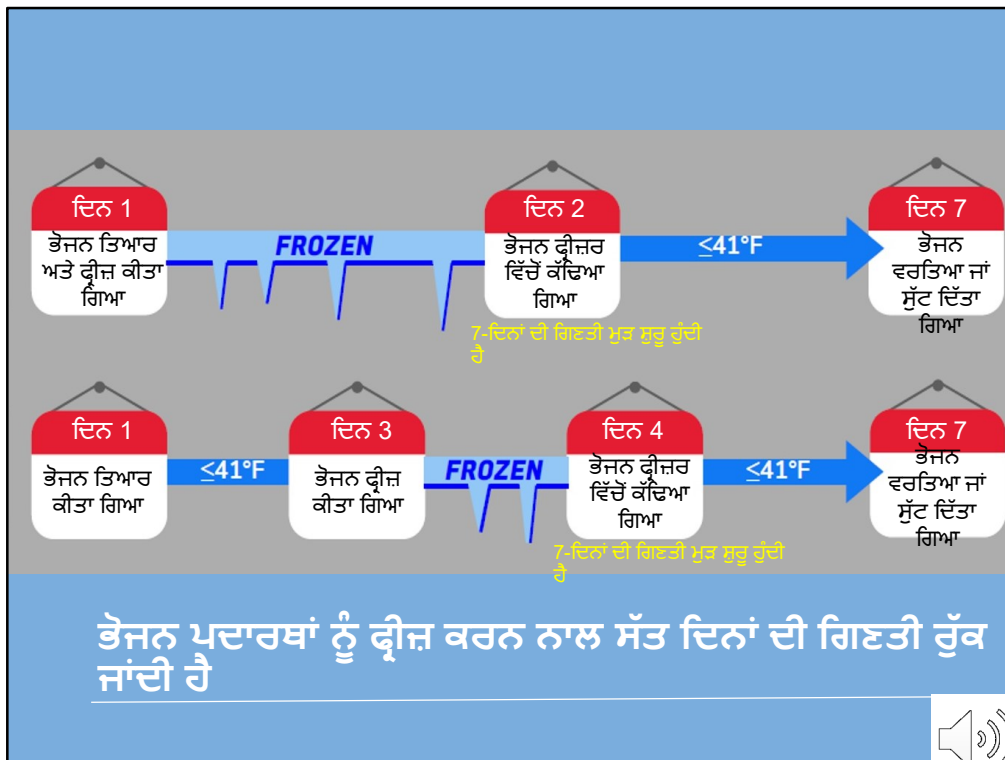 ਦਿਨ 1
ਭੋਜਨ ਤਿਆਰ
ਅਤੇ ਫ੍ਰੀਜ਼ ਕੀਤਾ
ਗਿਆ
FROZEN
ਦਿਨ 2
ਭੋਜਨ ਫ੍ਰੀਜ਼ਰ
ਵਿੱਚੋਂ ਕੱਢਿਆ
ਗਿਆ
7-ਦਿਨਾਂ ਦੀ ਗਿਣਤੀ ਮੁੜ ਸ਼ੁਰੂ ਹੁੰਦੀ
ਹੈ
≤41°F
ਦਿਨ 7
ਭੋਜਨ
ਵਰਤਿਆ ਜਾਂ
ਸੁੱਟ ਦਿੱਤਾ
ਗਿਆ
ਦਿਨ 1
ਭੋਜਨ ਤਿਆਰ
ਕੀਤਾ ਗਿਆ
≤41°F
ਦਿਨ 3
ਭੋਜਨ ਫ੍ਰੀਜ਼
ਕੀਤਾ ਗਿਆ
FROZEN
ਦਿਨ 4
ਭੋਜਨ ਫ੍ਰੀਜ਼ਰ
ਵਿੱਚੋਂ ਕੱਢਿਆ
ਗਿਆ
7-ਦਿਨਾਂ ਦੀ ਗਿਣਤੀ ਮੁੜ ਸ਼ੁਰੂ ਹੁੰਦੀ
ਹੈ
≤41°F
ਦਿਨ 7
ਭੋਜਨ
ਵਰਤਿਆ ਜਾਂ
ਸੁੱਟ ਦਿੱਤਾ
ਗਿਆ
ਭੋਜਨ ਪਦਾਰਥਾਂ ਨੂੰ ਫ੍ਰੀਜ਼ ਕਰਨ ਨਾਲ ਸੱਤ ਦਿਨਾਂ ਦੀ ਗਿਣਤੀ ਰੁੱਕ
ਜਾਂਦੀ ਹੈ